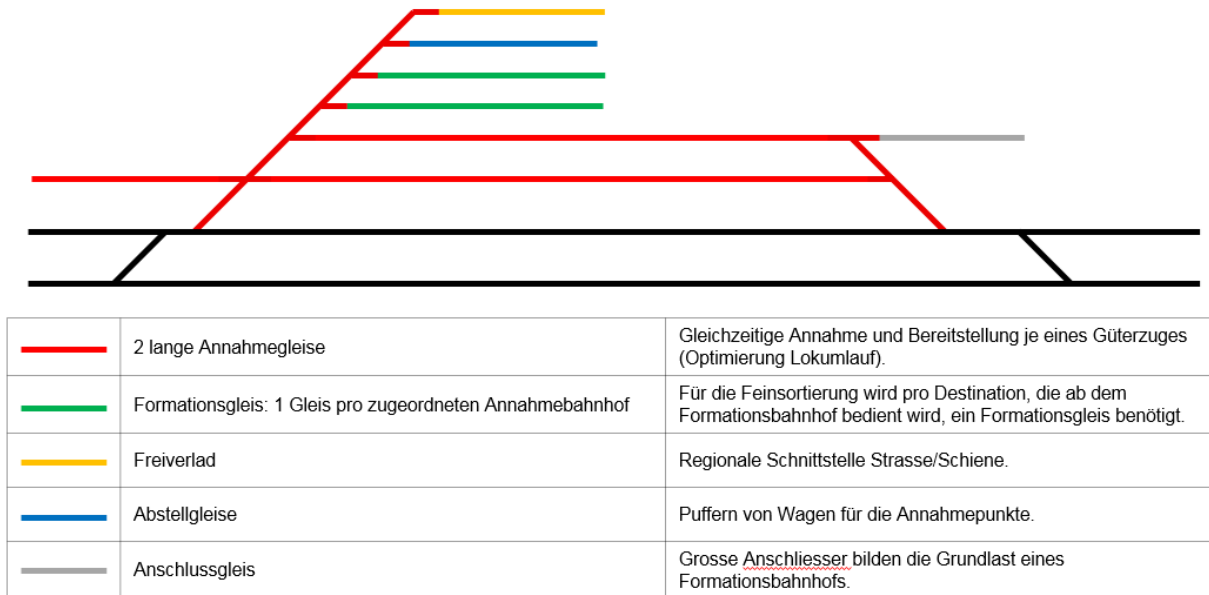 2 lange Annahmegleise
Gleichzeitige Annahme und Bereitstellung je eines Güterzuges
(Optimierung Lokumlauf).
Formationsgleis: 1 Gleis pro zugeordneten Annahmebahnhof
Für die Feinsortierung wird pro Destination, die ab dem
Formationsbahnhof bedient wird, ein Formationsgleis benötigt.
Freiverlad
Regionale Schnittstelle Strasse/Schiene.
Abstellgleise
Puffern von Wagen für die Annahmepunkte.
Anschlussgleis
Grosse Anschliesser bilden die Grundlast eines
Formationsbahnhofs.